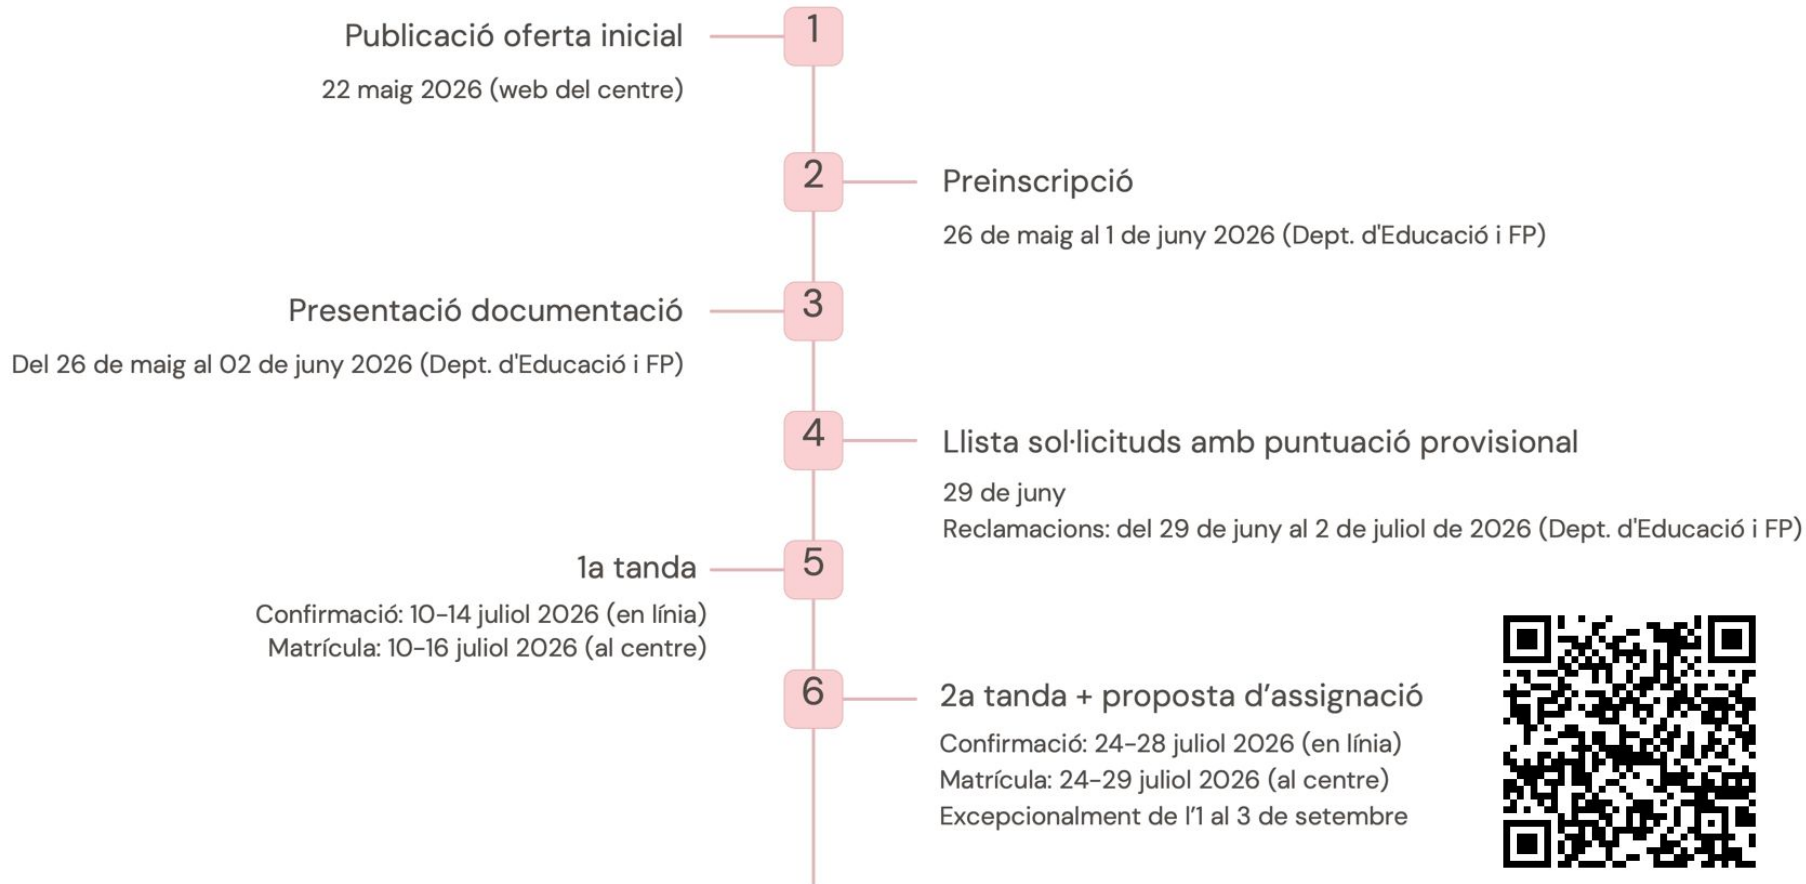 1
Publicació oferta inicial
22 maig 2026 (web del centre)
2
Preinscripció
26 de maig al 1 de juny 2026 (Dept. d'Educació i FP)
3
Presentació documentació
Del 26 de maig al 02 de juny 2026 (Dept. d'Educació i FP)
4
Llista sol·licituds amb puntuació provisional
29 de juny
Reclamacions: del 29 de juny al 2 de juliol de 2026 (Dept. d'Educació i FP)
5
1a tanda
Confirmació: 10-14 juliol 2026 (en línia)
Matrícula: 10-16 juliol 2026 (al centre)
6
2a tanda + proposta d’assignació
Confirmació: 24-28 juliol 2026 (en línia)
Matrícula: 24-29 juliol 2026 (al centre)
Excepcionalment de l’1 al 3 de setembre